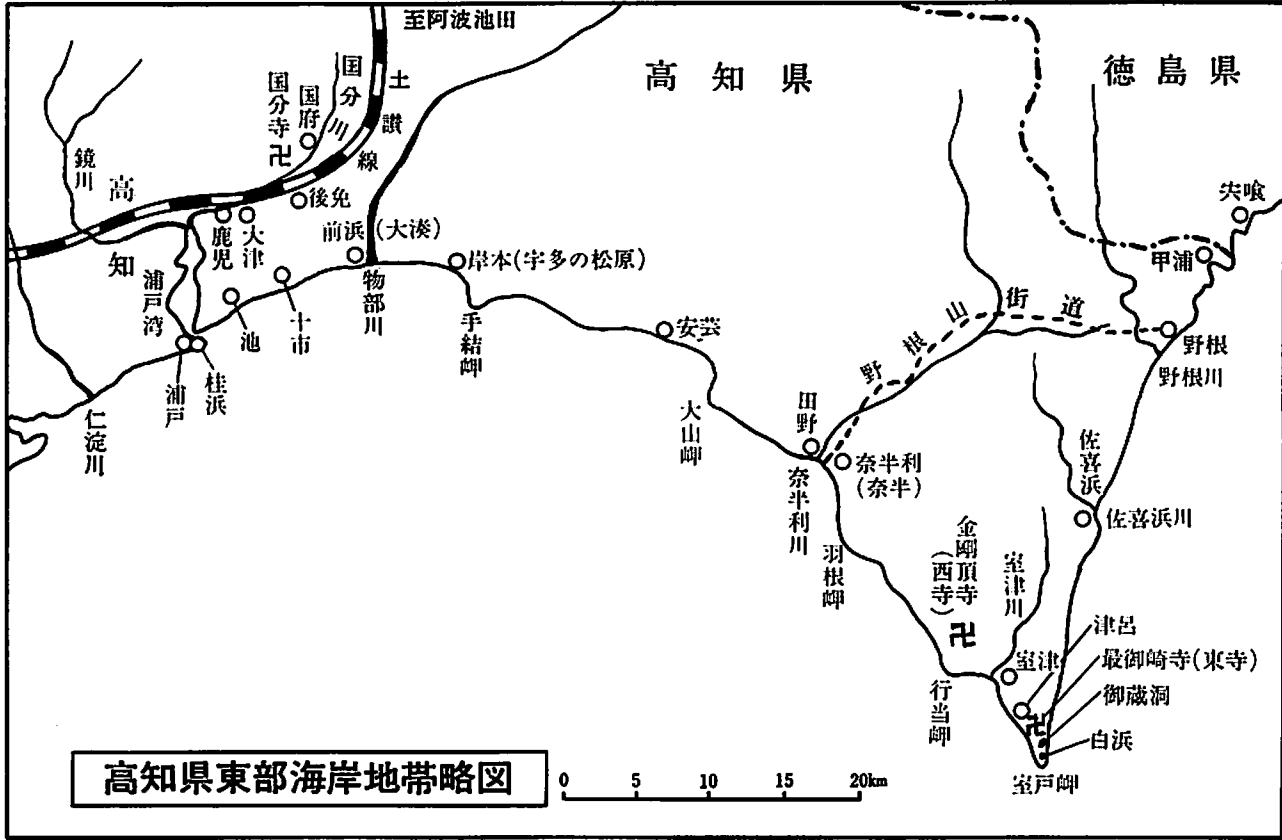 至阿波池田
高知県
徳島県
国分川
土讃線
国府
国分寺
卍
鏡川
高知
後免
鹿児
大津
前浜(大湊)
岸本(宇多の松原)
宍喰
甲浦
浦戸湾
池
十市
物部川
手結岬
安芸
野根山街道
野根
野根川
浦戸
桂浜
仁淀川
大山岬
田野
奈半利
(奈半)
奈半利川
羽根岬
佐喜浜
佐喜浜川
金剛頂寺
(西寺)
卍
室津川
津呂
室津
最御崎寺(東寺)
卍
御蔵洞
白浜
行当岬
室戸岬
高知県東部海岸地帯略図
0 5 10 15 20km